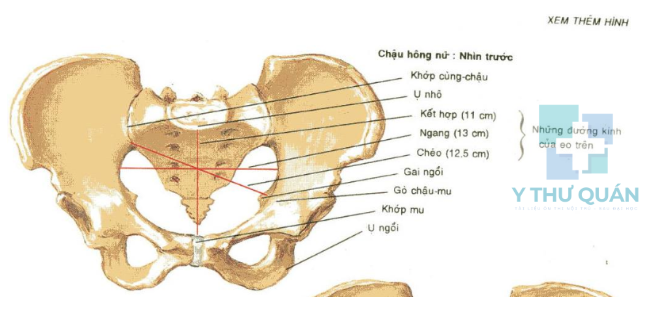 XEM THÊM HÌNH
Chậu hông nữ : Nhìn trước
Khớp cùng-chậu
Ụ nhô
Kết hợp (11 cm)
Ngang (13 cm)
Chéo (12,5 cm)
Những đường kính
của eo trên
Gai ngồi
Gò chậu-mu
Khớp mu
Ụ ngồi
Y THƯ QUÁN